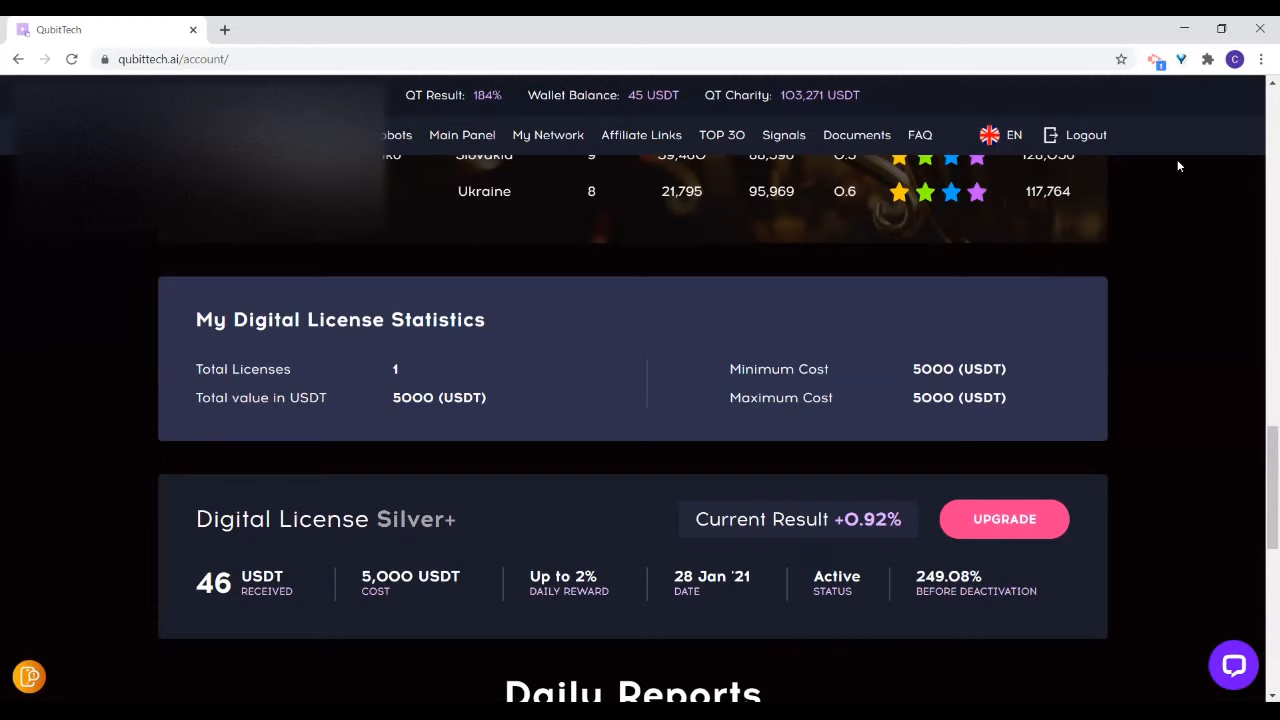 QubitTech
qubittech.ai/account/
QT Result: 184% Wallet Balance: 45 USDT QT Charity: 103,271 USDT
Main Panel My Network Affiliate Links TOP 30 Signals Documents FAQ EN Logout
Slovakia 9
Ukraine 8 21,795 95,969 0.6 117,764
My Digital License Statistics
Total Licenses 1 Minimum Cost 5000 (USDT)
Total value in USDT 5000 (USDT) Maximum Cost 5000 (USDT)
Digital License Silver+ Current Result +0.92% UPGRADE
46 USDT RECEIVED
5,000 USDT
COST
Up to 2%
DAILY REWARD
28 Jan '21
DATE
Active
STATUS
249.08%
BEFORE DEACTIVATION
Daily Reports